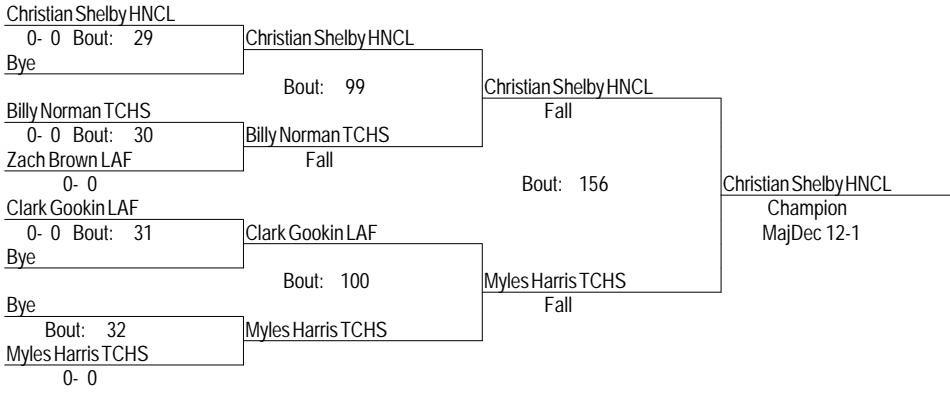 Christian Shelby HNCL
0- 0 Bout: 29
Christian Shelby HNCL
Bye
Bout: 99
Christian Shelby HNCL
Billy Norman TCHS
Fall
0- 0 Bout: 30
Billy Norman TCHS
Zach Brown LAF
Fall
0- 0
Bout: 156
Christian Shelby HNCL
Clark Gookin LAF
Champion
0- 0 Bout: 31
Clark Gookin LAF
MajDec 12-1
Bye
Bout: 100
Myles Harris TCHS
Bye
Fall
Bout: 32
Myles Harris TCHS
Myles Harris TCHS
0- 0